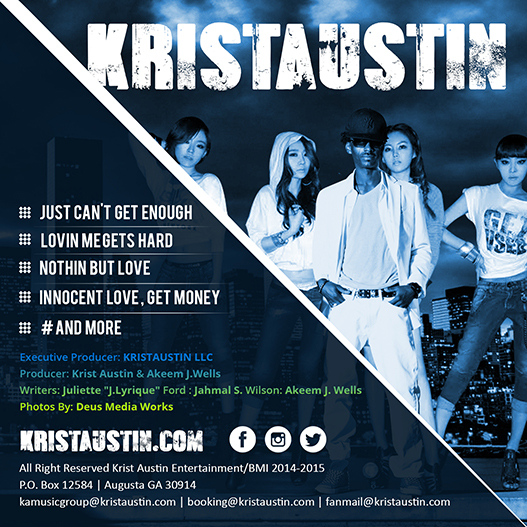 KRISTAUSTIN
JUST CAN'T GET ENOUGH
LOVIN ME GETS HARD
NOTHIN BUT LOVE
INNOCENT LOVE, GET MONEY
# AND MORE
Executive Producer: KRISTAUSTIN LLC
Producer: Krist Austin & Akeem J.Wells
Writers: Juliette "J.Lyrique" Ford : Jahmal S. Wilson: Akeem J. Wells
Photos By: Deus Media Works
KRISTAUSTIN.COM
All Right Reserved Krist Austin Entertainment/BMI 2014-2015
P.O. Box 12584 | Augusta GA 30914
kamusicgroup@kristaustin.com | booking@kristaustin.com | fanmail@kristaustin.com